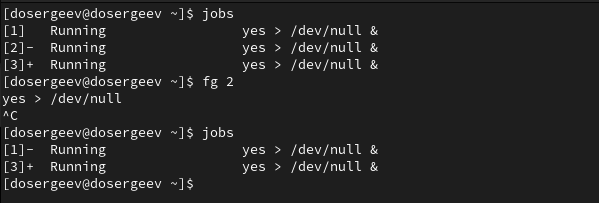 [dosergeev@dosergeev ~]$ jobs
[1]   Running                 yes > /dev/null &
[2]-  Running                 yes > /dev/null &
[3]+  Running                 yes > /dev/null &
[dosergeev@dosergeev ~]$ fg 2
yes > /dev/null
^C
[dosergeev@dosergeev ~]$ jobs
[1]-  Running                 yes > /dev/null &
[3]+  Running                 yes > /dev/null &
[dosergeev@dosergeev ~]$